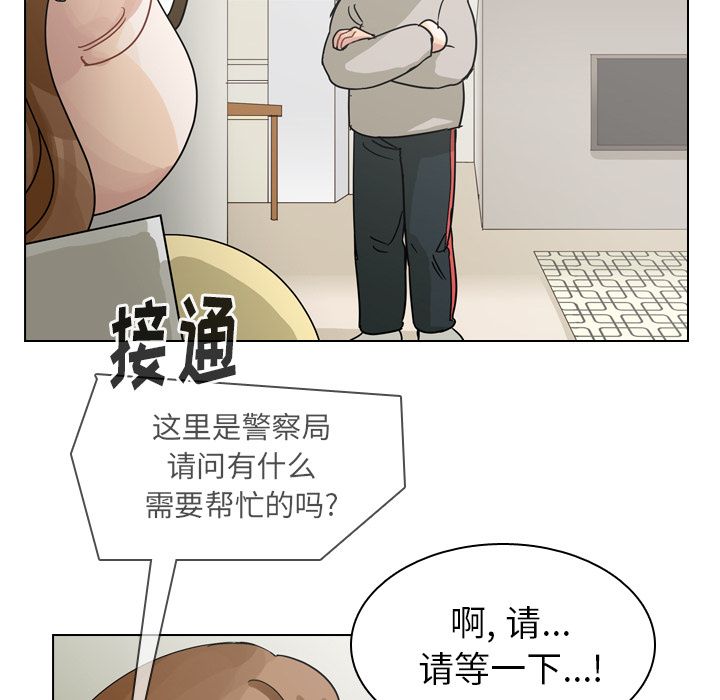 接通
这里是警察局
请问有什么
需要帮忙的吗?
啊, 请...
请等一下...!